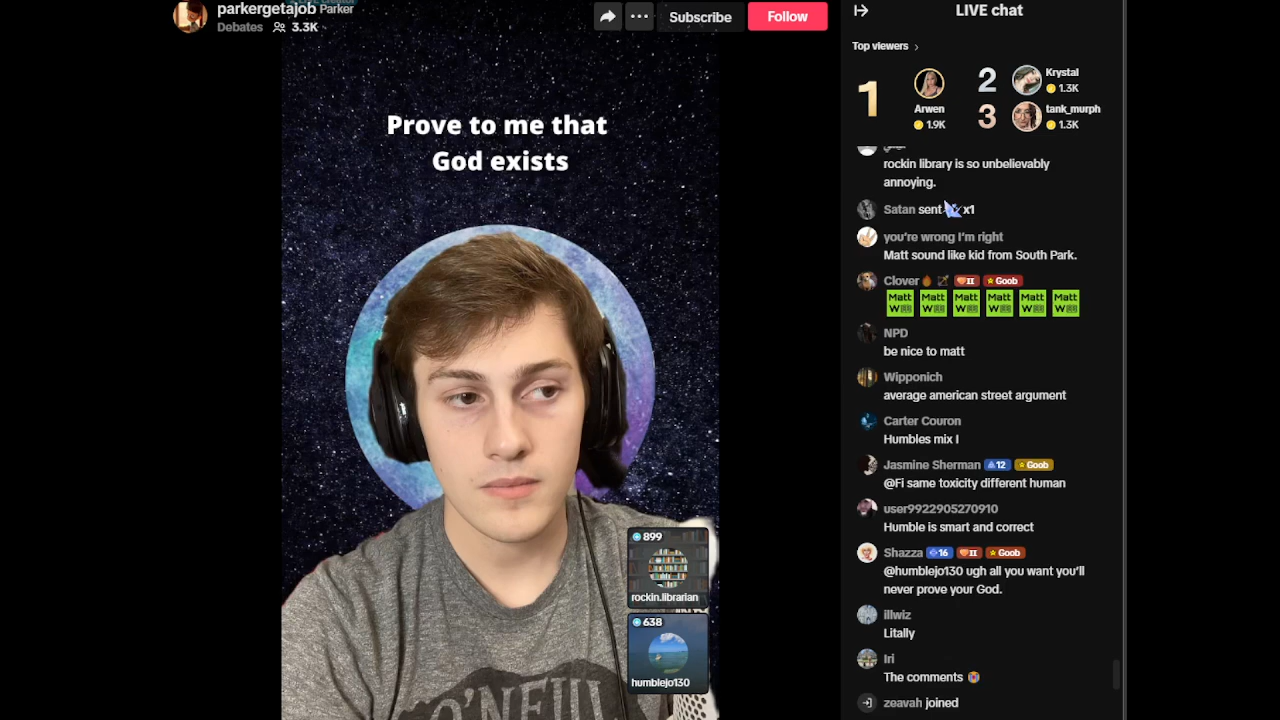 parkergetajob Parker
Debates 3.3K
Subscribe
Follow
Prove to me that
God exists
O'NEILL
899
rockin.librarian
638
humblejo130
LIVE chat
Top viewers
1
Arwen
1.9K
2
Krystal
1.3K
3
tank_murph
1.3K
rockin library is so unbelievably
annoying.
Satan sent x1
you're wrong I'm right
Matt sound like kid from South Park.
Clover II Goob
Matt Matt Matt Matt Matt Matt
NPD
be nice to matt
Wipponich
average american street argument
Carter Couron
Humbles mix I
Jasmine Sherman 12 Goob
@Fi same toxicity different human
user9922905270910
Humble is smart and correct
Shazza 16 II Goob
@humblejo130 ugh all you want you'll
never prove your God.
illwiz
Litally
Iri
The comments
zeavah joined